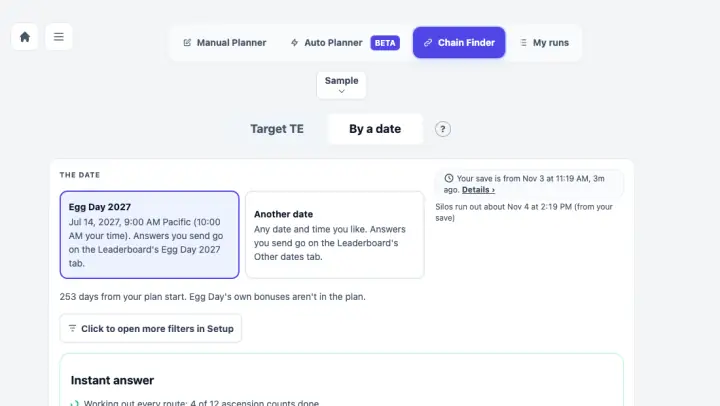 Manual Planner
Auto Planner BETA
Chain Finder
My runs
Sample
Target TE
By a date
?
THE DATE
Egg Day 2027
Jul 14, 2027, 9:00 AM Pacific (10:00
AM your time). Answers you send go
on the Leaderboard's Egg Day 2027
tab.
Another date
Any date and time you like. Answers
you send go on the Leaderboard's
Other dates tab.
Your save is from Nov 3 at 11:19 AM, 3m
ago. Details ›
Silos run out about Nov 4 at 2:19 PM (from your
save)
253 days from your plan start. Egg Day's own bonuses aren't in the plan.
Click to open more filters in Setup
Instant answer
Working out every route: 4 of 12 ascension counts done